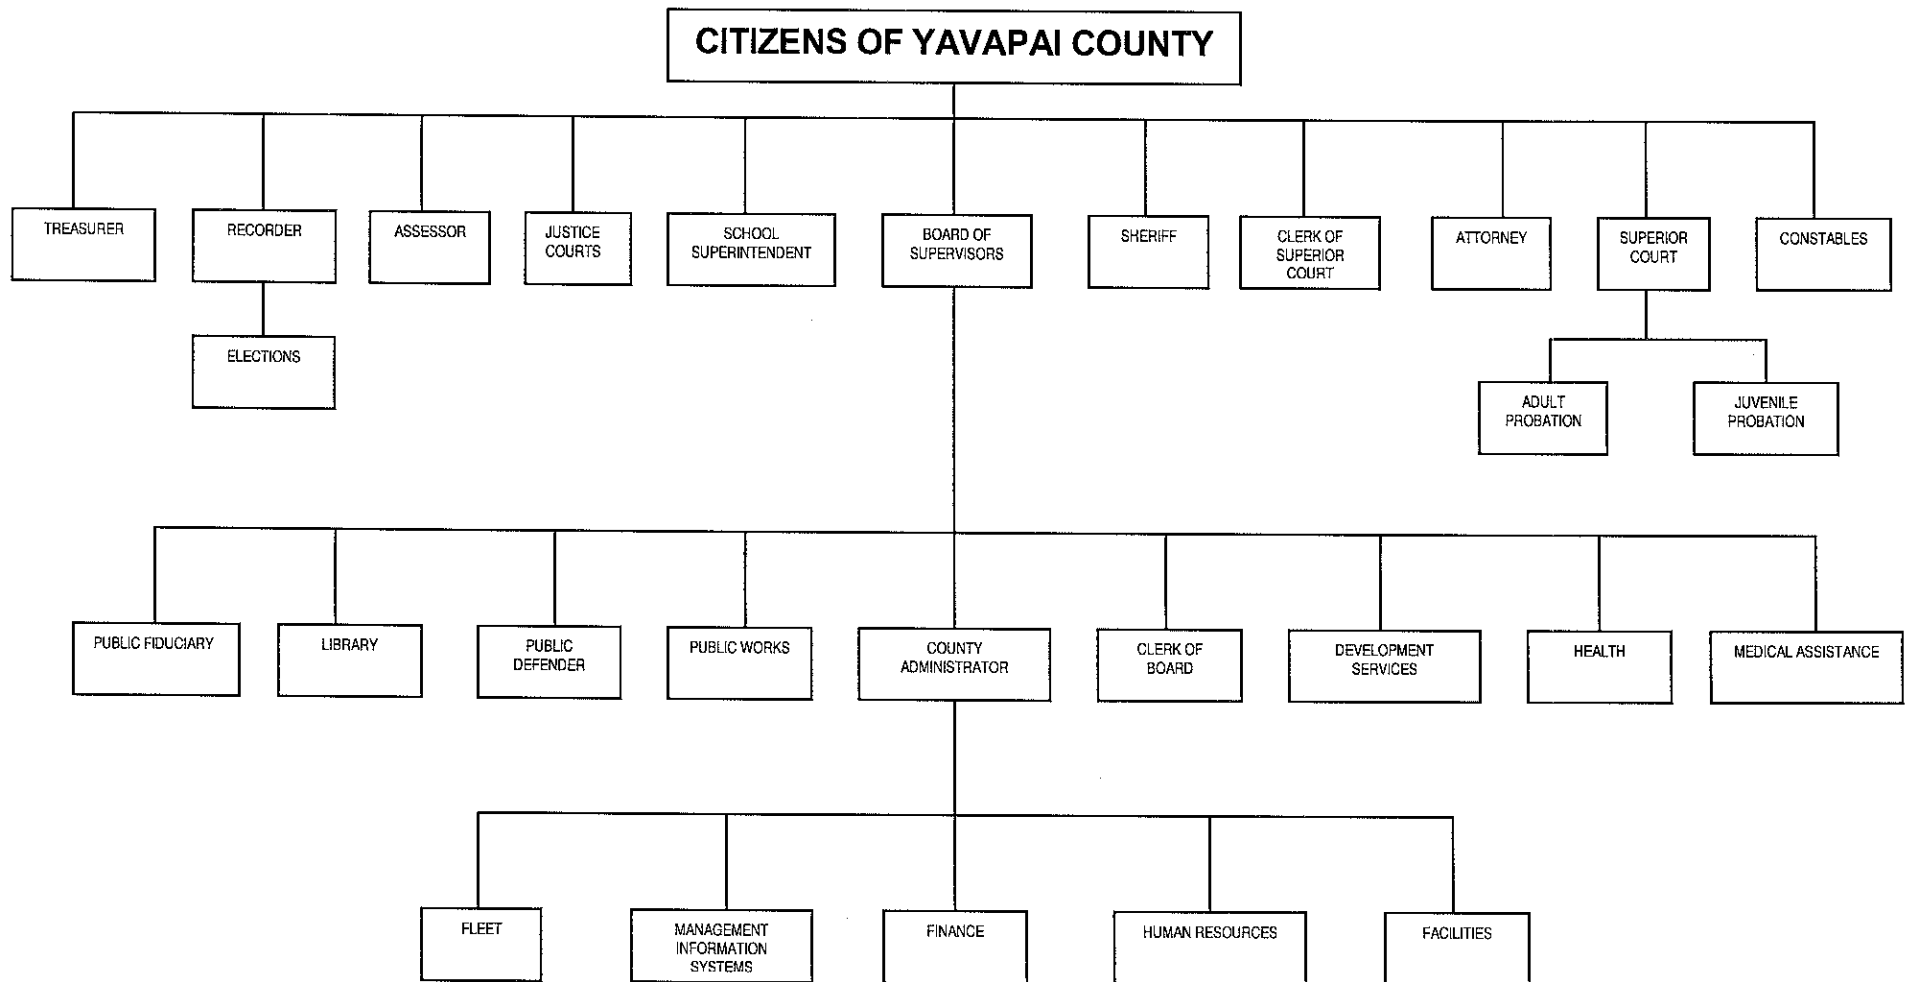 CITIZENS OF YAVAPAI COUNTY
TREASURER
RECORDER
ASSESSOR
JUSTICE
COURTS
SCHOOL
SUPERINTENDENT
BOARD OF
SUPERVISORS
SHERIFF
CLERK OF
SUPERIOR
COURT
ATTORNEY
SUPERIOR
COURT
CONSTABLES
ELECTIONS
ADULT
PROBATION
JUVENILE
PROBATION
PUBLIC FIDUCIARY
LIBRARY
PUBLIC
DEFENDER
PUBLIC WORKS
COUNTY
ADMINISTRATOR
CLERK OF
BOARD
DEVELOPMENT
SERVICES
HEALTH
MEDICAL ASSISTANCE
FLEET
MANAGEMENT
INFORMATION
SYSTEMS
FINANCE
HUMAN RESOURCES
FACILITIES